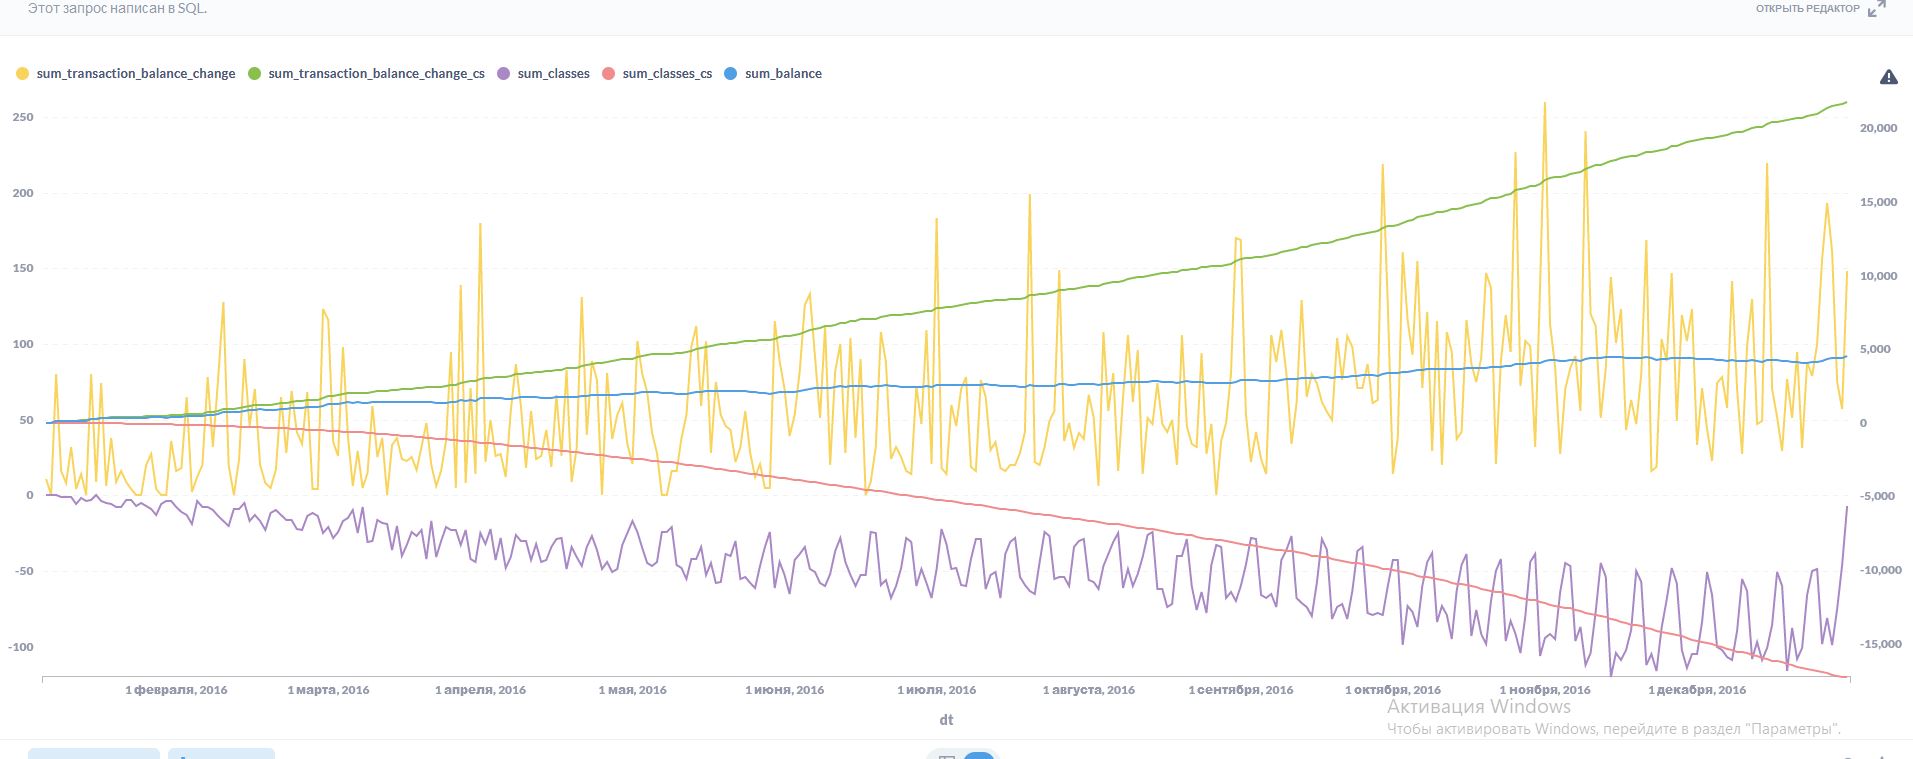 Этот запрос написан в SQL.
ОТКРЫТЬ РЕДАКТОР
sum_transaction_balance_change sum_transaction_balance_change_cs sum_classes sum_classes_cs sum_balance
250
200
150
100
50
0
-50
-100
20,000
15,000
10,000
5,000
0
-5,000
-10,000
-15,000
1 февраля, 2016 1 марта, 2016 1 апреля, 2016 1 мая, 2016 1 июня, 2016 1 июля, 2016 1 августа, 2016 1 сентября, 2016 1 октября, 2016 1 ноября, 2016 1 декабря, 2016
dt
Активация Windows
Чтобы активировать Windows, перейдите в раздел "Параметры".